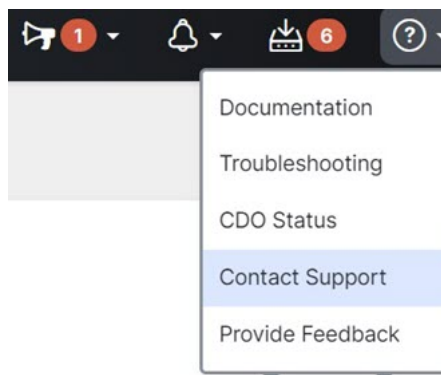 1
6
?
Documentation
Troubleshooting
CDO Status
Contact Support
Provide Feedback